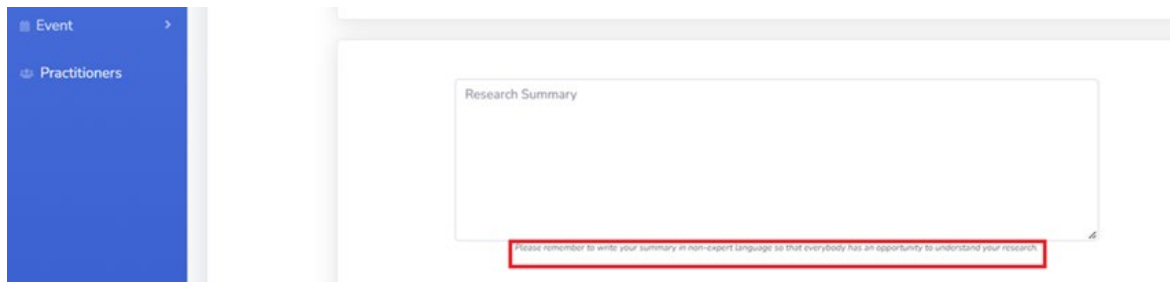 Event
Practitioners
Research Summary
Please remember to write your summary in non-expert language so that everybody has an opportunity to understand your research.